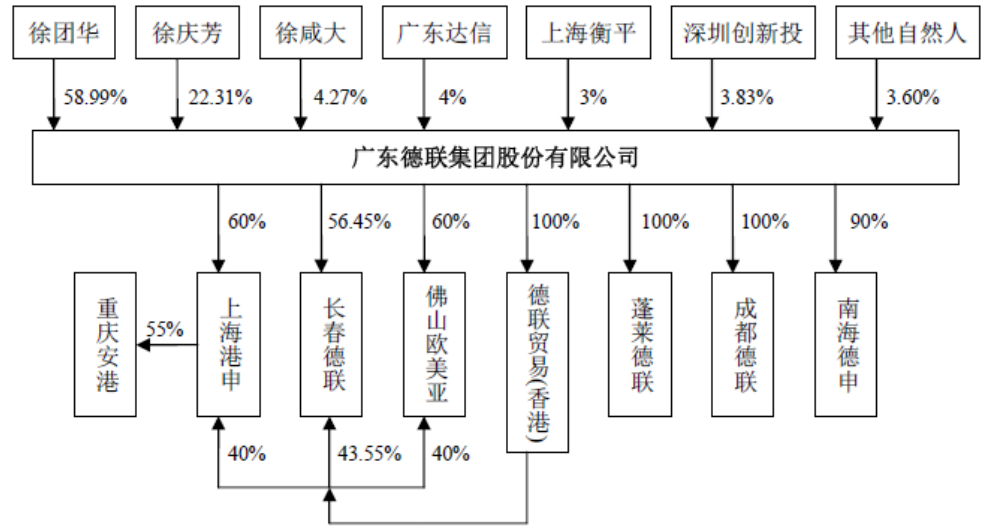 徐团华
徐庆芳
徐咸大
广东达信
上海衡平
深圳创新投
其他自然人
58.99%
22.31%
4.27%
4%
3%
3.83%
3.60%
广东德联集团股份有限公司
60%
56.45%
60%
100%
100%
100%
90%
重庆安港
55%
上海港申
长春德联
佛山欧美亚
德联贸易(香港)
蓬莱德联
成都德联
南海德申
40%
43.55%
40%